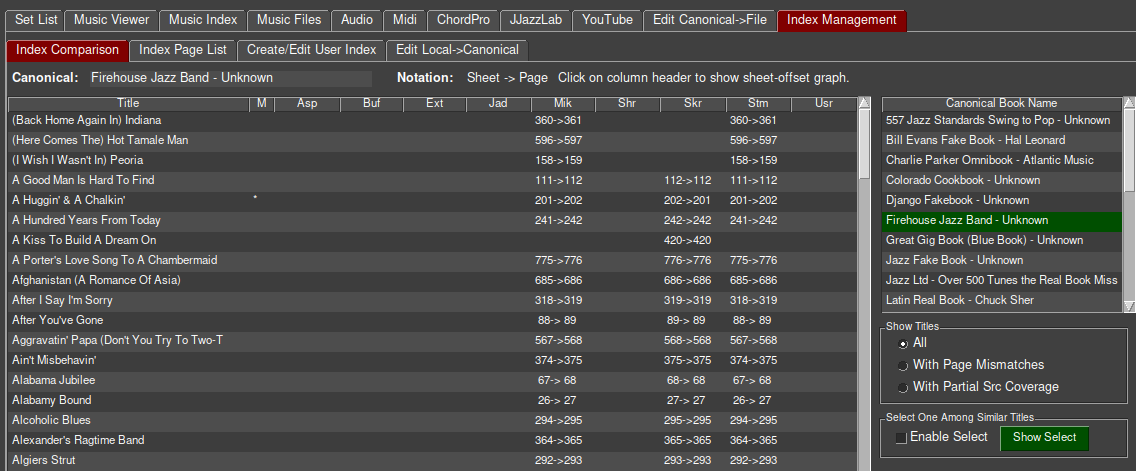 Set List Music Viewer Music Index Music Files Audio Midi ChordPro JJazzLab YouTube Edit Canonical->File Index Management
Index Comparison Index Page List Create/Edit User Index Edit Local->Canonical
Canonical: Firehouse Jazz Band - Unknown Notation: Sheet -> Page Click on column header to show sheet-offset graph.
Title M Asp Buf Ext Jad Mik Shr Skr Stm Usr
(Back Home Again In) Indiana 360->361 360->361
(Here Comes The) Hot Tamale Man 596->597 596->597
(I Wish I Wasn't In) Peoria 158->159 158->159
A Good Man Is Hard To Find 111->112 112->112 111->112
A Huggin' & A Chalkin' * 201->202 202->201 201->202
A Hundred Years From Today 241->242 242->242 241->242
A Kiss To Build A Dream On 420->420
A Porter's Love Song To A Chambermaid 775->776 776->776 775->776
Afghanistan (A Romance Of Asia) 685->686 686->686 685->686
After I Say I'm Sorry 318->319 319->319 318->319
After You've Gone 88-> 89 89-> 89 88-> 89
Aggravatin' Papa (Don't You Try To Two-T 567->568 568->568 567->568
Ain't Misbehavin' 374->375 375->375 374->375
Alabama Jubilee 67-> 68 68-> 68 67-> 68
Alabamy Bound 26-> 27 27-> 27 26-> 27
Alcoholic Blues 294->295 295->295 294->295
Alexander's Ragtime Band 364->365 365->365 364->365
Algiers Strut 292->293 293->293 292->293
Canonical Book Name
557 Jazz Standards Swing to Pop - Unknown
Bill Evans Fake Book - Hal Leonard
Charlie Parker Omnibook - Atlantic Music
Colorado Cookbook - Unknown
Django Fakebook - Unknown
Firehouse Jazz Band - Unknown
Great Gig Book (Blue Book) - Unknown
Jazz Fake Book - Unknown
Jazz Ltd - Over 500 Tunes the Real Book Miss
Latin Real Book - Chuck Sher
Show Titles
All
With Page Mismatches
With Partial Src Coverage
Select One Among Similar Titles
Enable Select Show Select